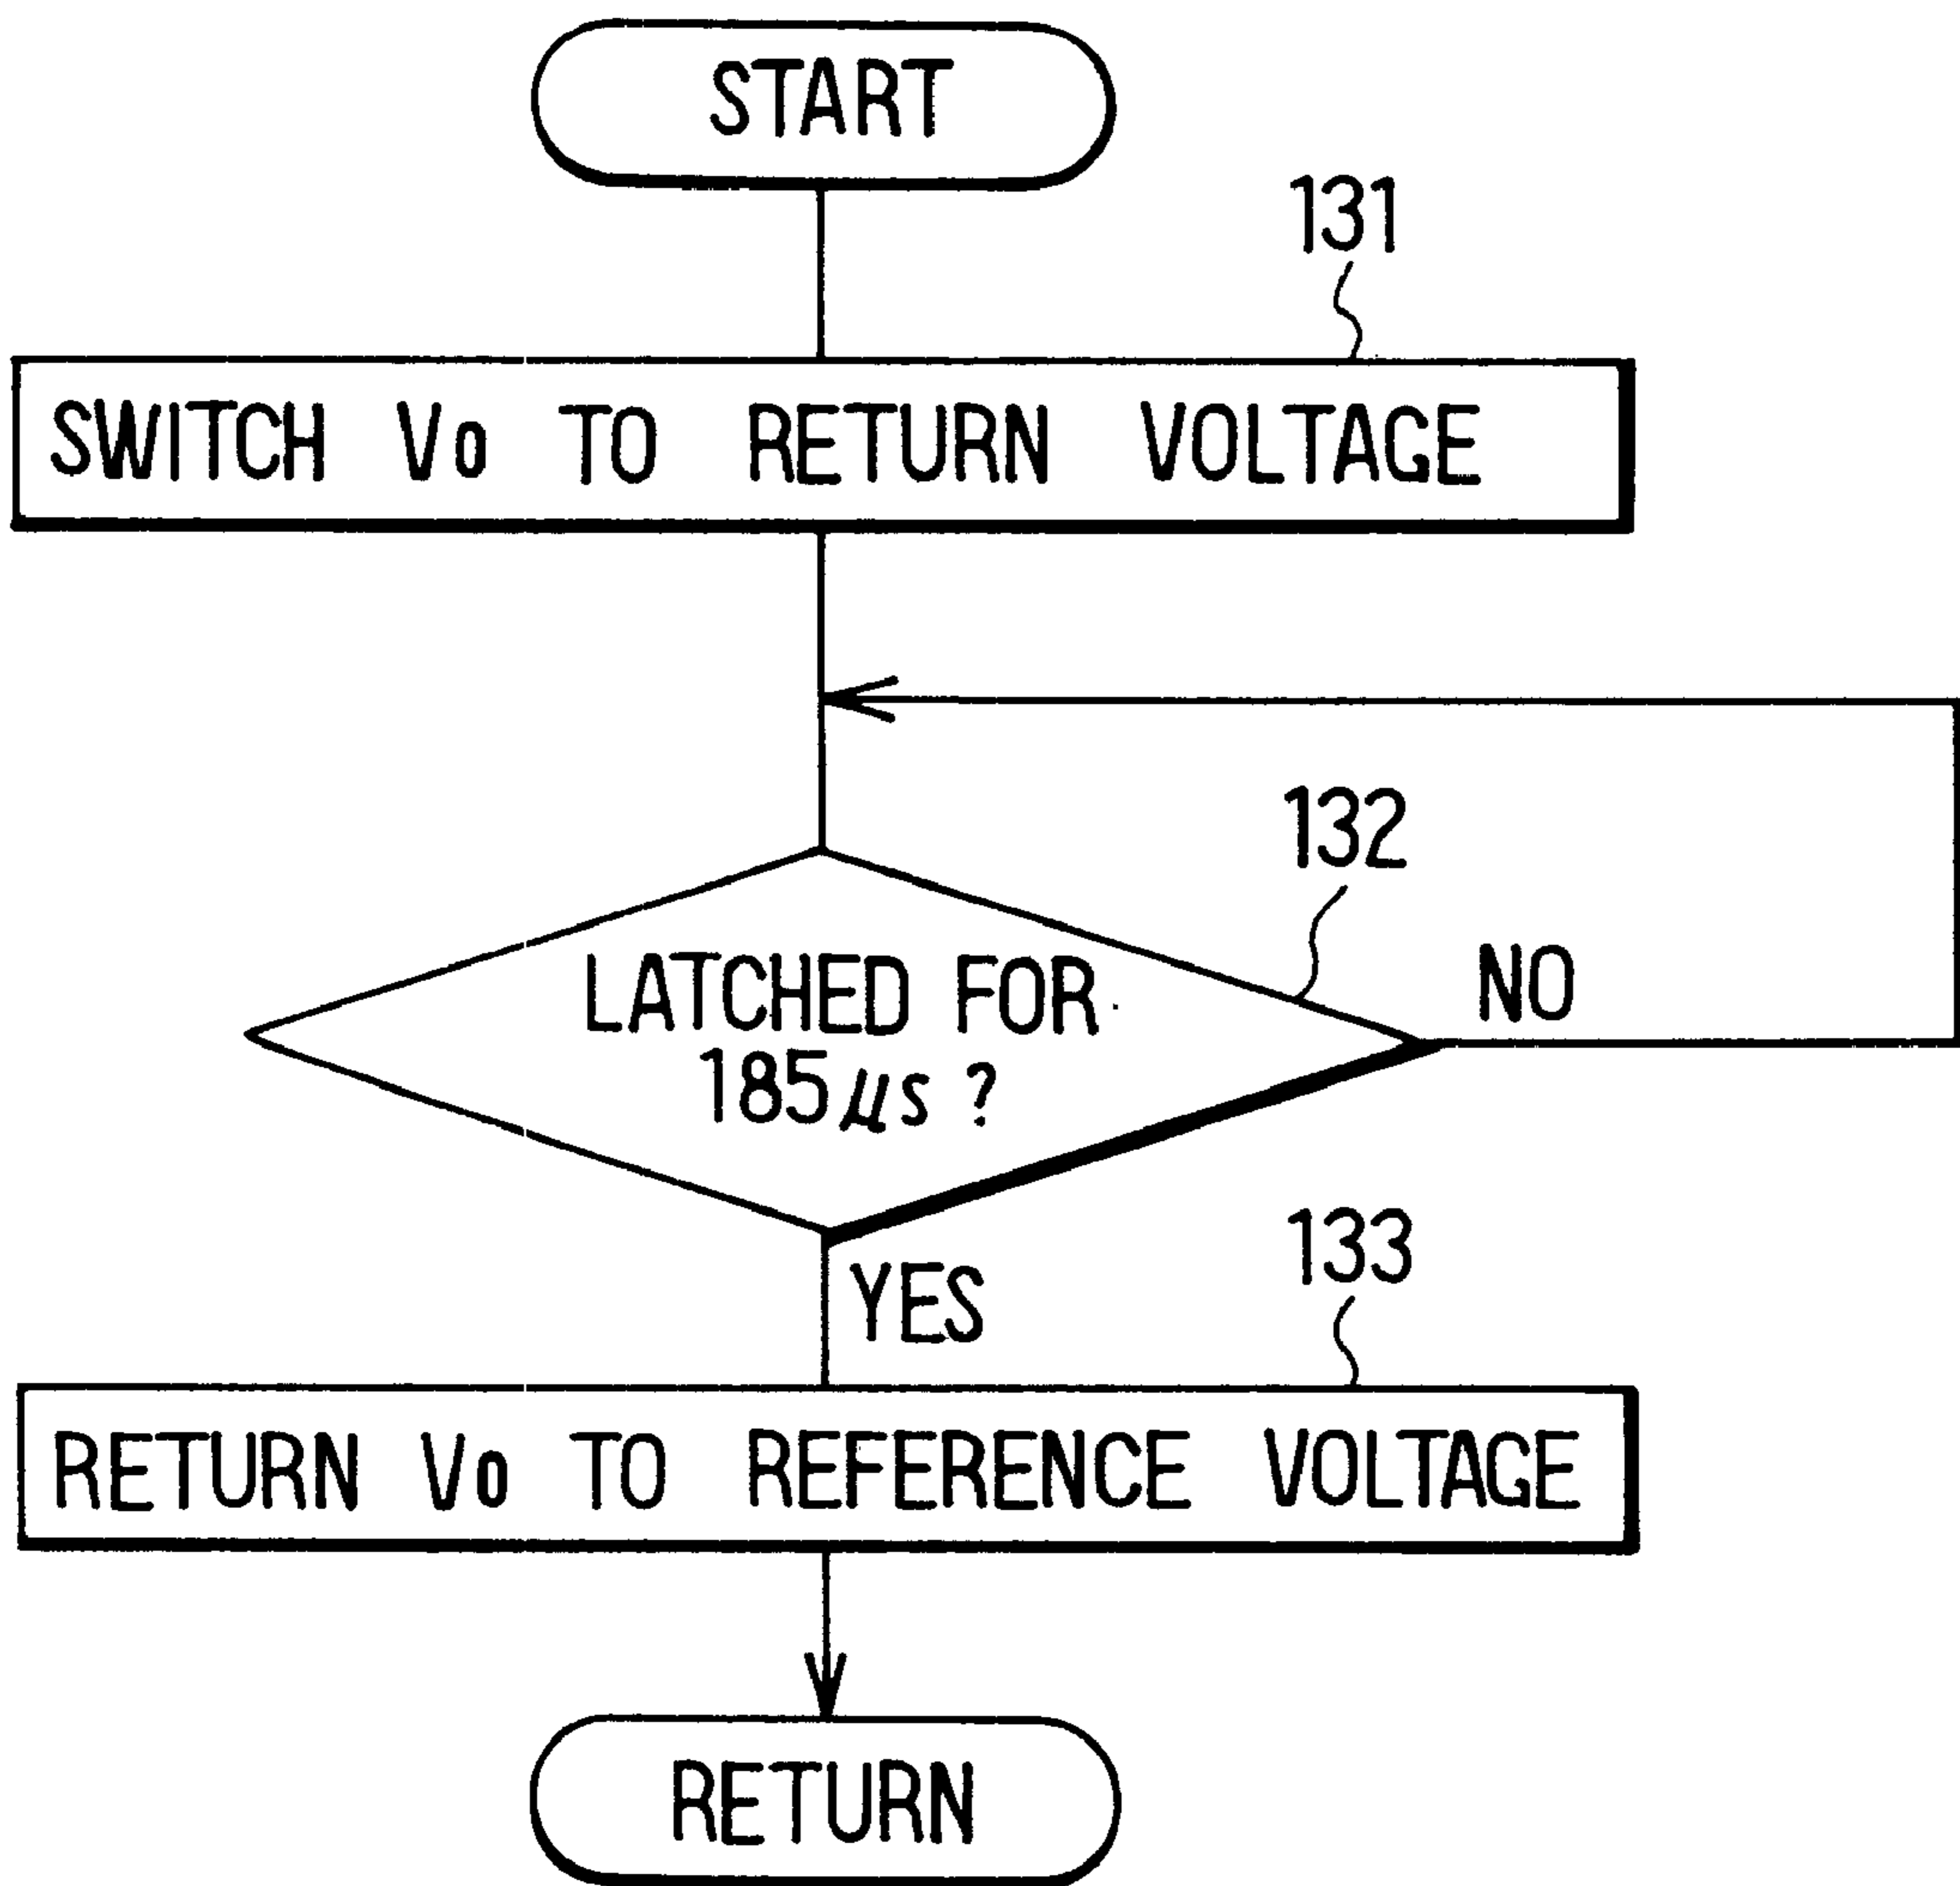 START
131
SWITCH Vo TO RETURN VOLTAGE
132
LATCHED FOR
185μs ?
NO
YES
133
RETURN Vo TO REFERENCE VOLTAGE
RETURN